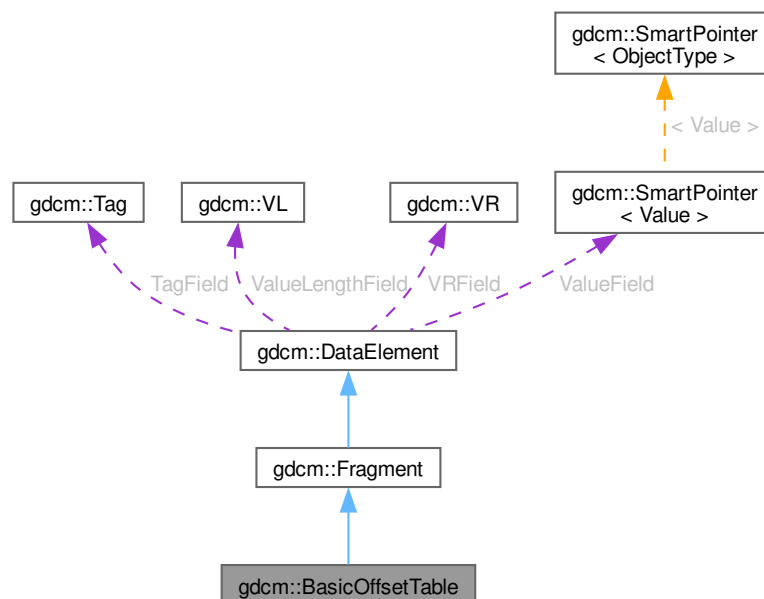 gdcm::SmartPointer
< ObjectType >
< Value >
gdcm::Tag
gdcm::VL
gdcm::VR
gdcm::SmartPointer
< Value >
TagField
ValueLengthField
VRField
ValueField
gdcm::DataElement
gdcm::Fragment
gdcm::BasicOffsetTable